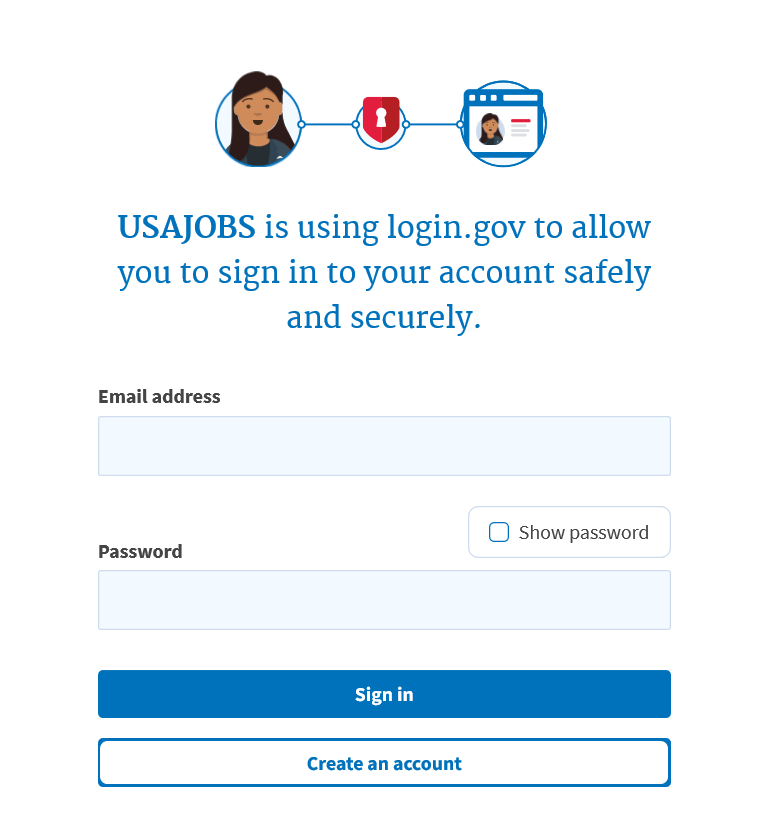 USAJOBS is using login.gov to allow
you to sign in to your account safely
and securely.
Email address
Show password
Password
Sign in
Create an account